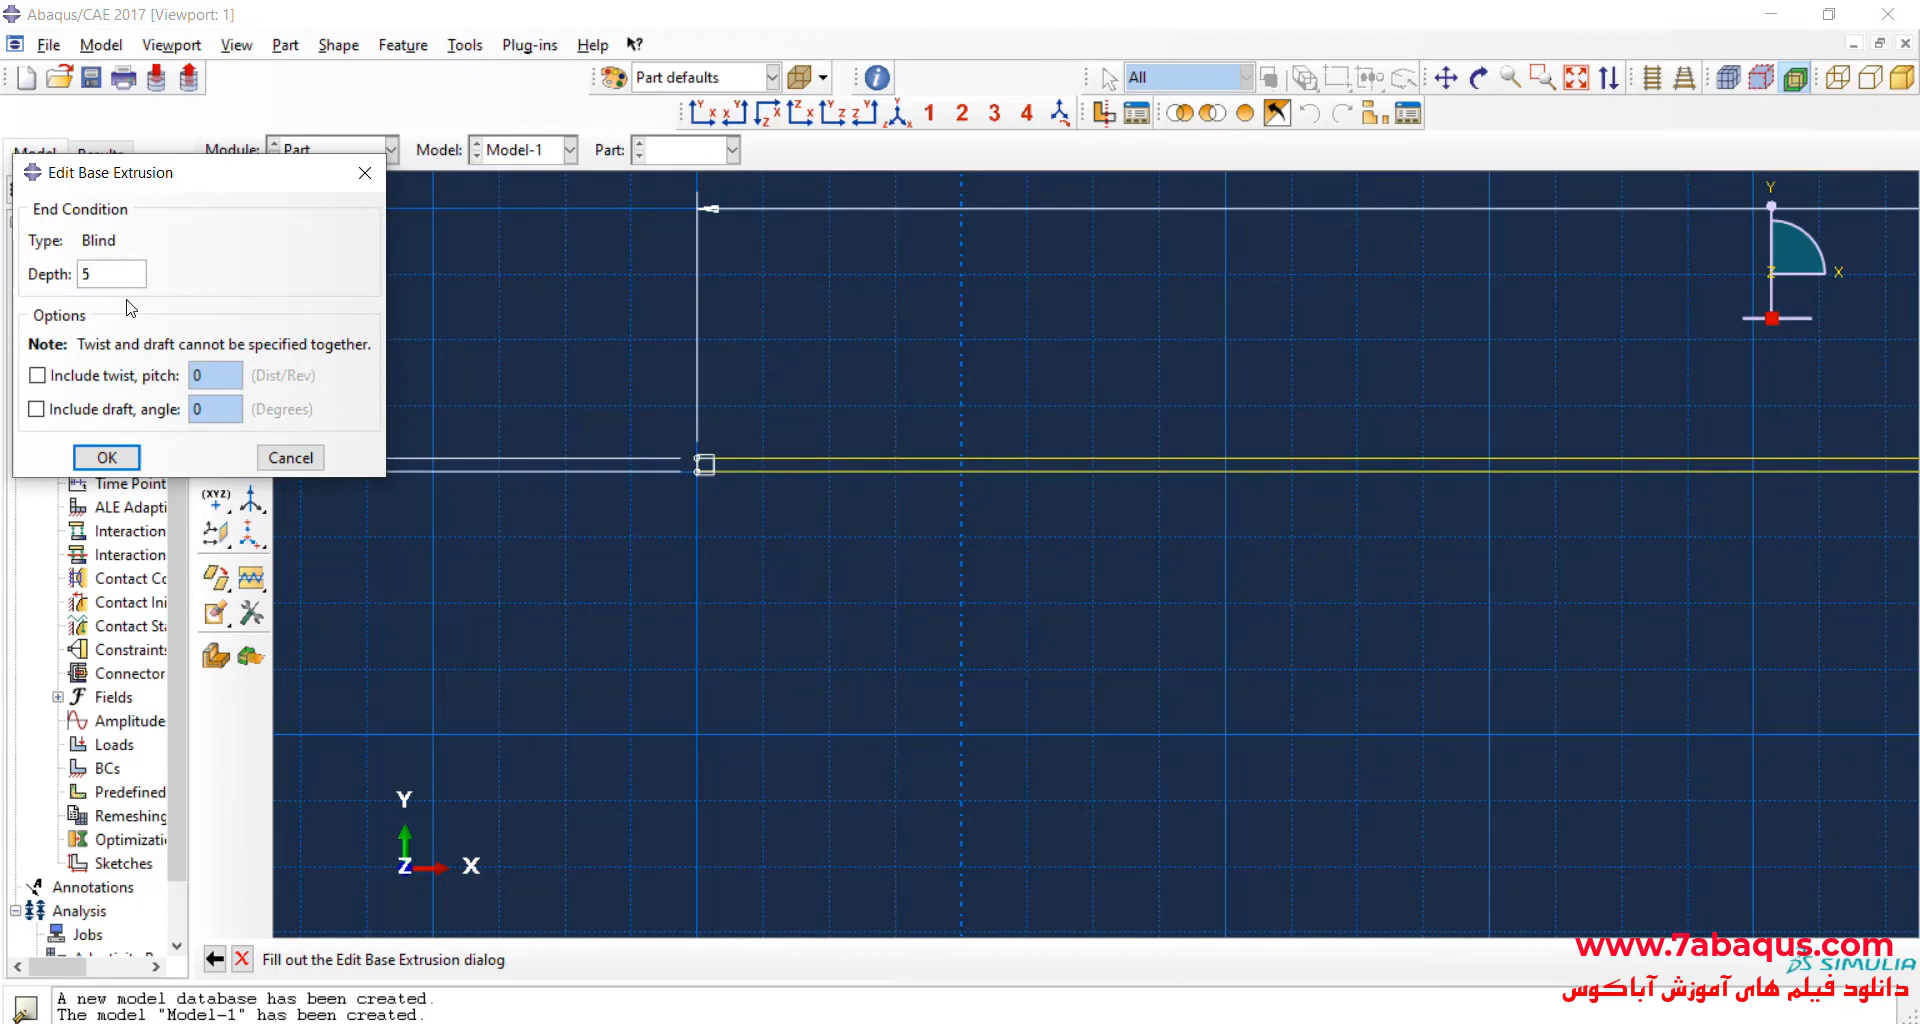 Abaqus/CAE 2017 [Viewport: 1]
File Model Viewport View Part Shape Feature Tools Plug-ins Help
Part defaults
All
1 2 3 4
Module: Part Model: Model-1 Part:
Edit Base Extrusion
End Condition
Type: Blind
Depth: 5
Options
Note: Twist and draft cannot be specified together.
Include twist, pitch: 0 (Dist/Rev)
Include draft, angle: 0 (Degrees)
OK Cancel
Time Point
ALE Adapti
Interaction
Interaction
Contact Co
Contact Ini
Contact Sta
Constraints
Connector
Fields
Amplitude
Loads
BCs
Predefined
Remeshing
Optimizati
Sketches
Annotations
Analysis
Jobs
(XYZ)
Y
Z X
Y
Z X
Fill out the Edit Base Extrusion dialog
www.7abaqus.com
SIMULIA
دانلود فیلم های آموزش آباکوس
A new model database has been created.
The model "Model-1" has been created.